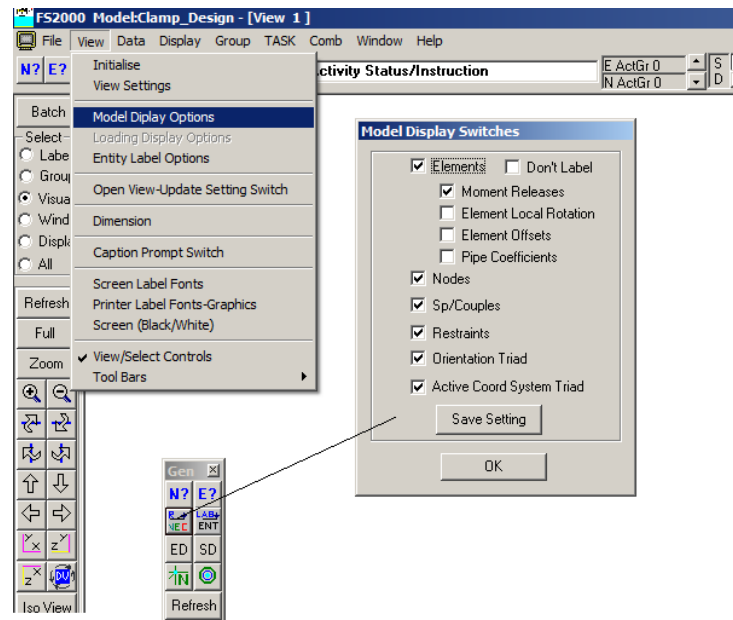 FS2000 Model:Clamp_Design - [View 1 ]
File View Data Display Group TASK Comb Window Help
N? E?
ctivity Status/Instruction
E ActGr 0
N ActGr 0
S
D
Initialise
View Settings
Model Diplay Options
Loading Display Options
Entity Label Options
Open View-Update Setting Switch
Dimension
Caption Prompt Switch
Screen Label Fonts
Printer Label Fonts-Graphics
Screen (Black/White)
View/Select Controls
Tool Bars
Batch
Select
Labe
Group
Visua
Wind
Displa
All
Refresh
Full
Zoom
Iso View
Model Display Switches
Elements Don't Label
Moment Releases
Element Local Rotation
Element Offsets
Pipe Coefficients
Nodes
Sp/Couples
Restraints
Orientation Triad
Active Coord System Triad
Save Setting
OK
Gen
N? E?
VEC ENT
ED SD
N
Refresh